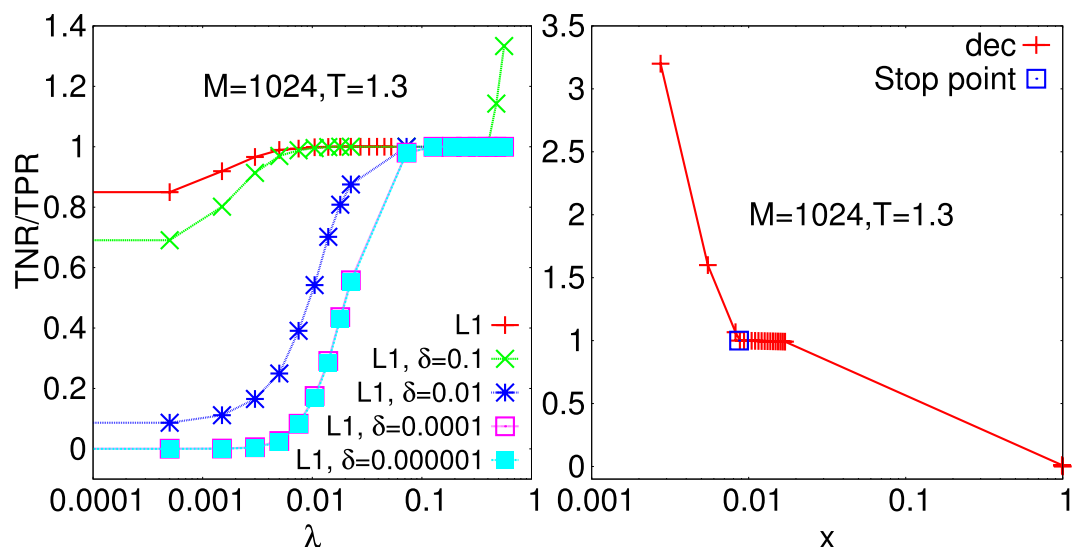 TNR/TPR
1.4
1.2
1
0.8
0.6
0.4
0.2
0
M=1024,T=1.3
L1
L1, δ=0.1
L1, δ=0.01
L1, δ=0.0001
L1, δ=0.000001
0.0001 0.001 0.01 0.1 1
λ
3.5
3
2.5
2
1.5
1
0.5
0
dec
Stop point
M=1024,T=1.3
0.001 0.01 0.1 1
x